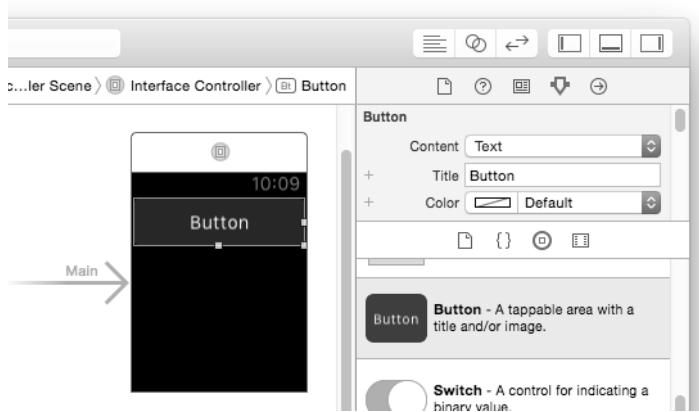 c...ler Scene Interface Controller Bt Button
Button
Content Text
Title Button
Color Default
10:09
Button
Main
Button
Button - A tappable area with a
title and/or image.
Switch - A control for indicating a
binary value.